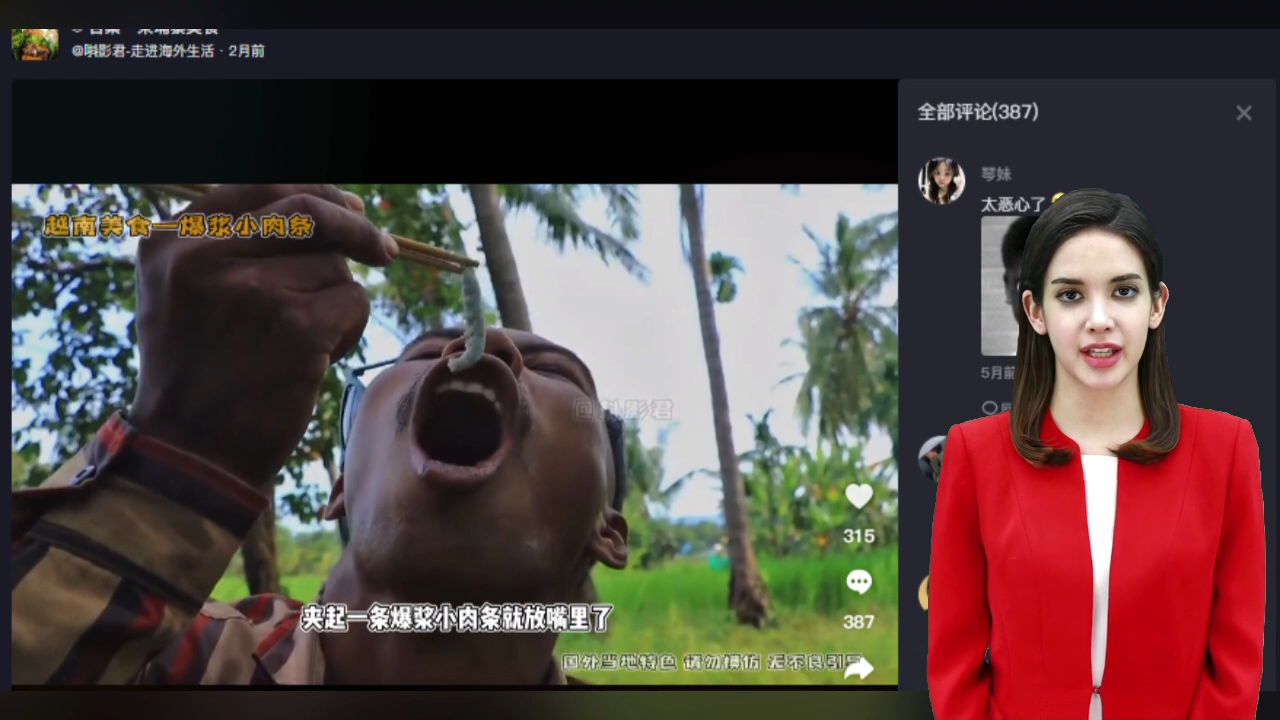 @唞影君-走进海外生活 · 2月前
全部评论(387)
琴妹
太恶心了
越南美食—爆浆小肉条
315
387
夹起一条爆浆小肉条就放嘴里了
国外当地特色 请勿模仿 无不良引导
5月前